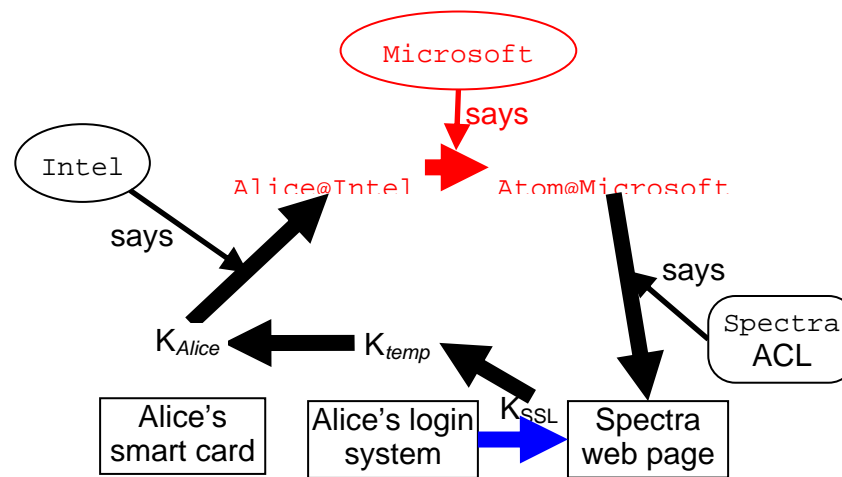 Microsoft
says
Intel
Alice@Intel
Atom@Microsoft
says
says
Spectra
ACL
KAlice
Ktemp
KSSL
Alice’s
smart card
Alice’s login
system
Spectra
web page